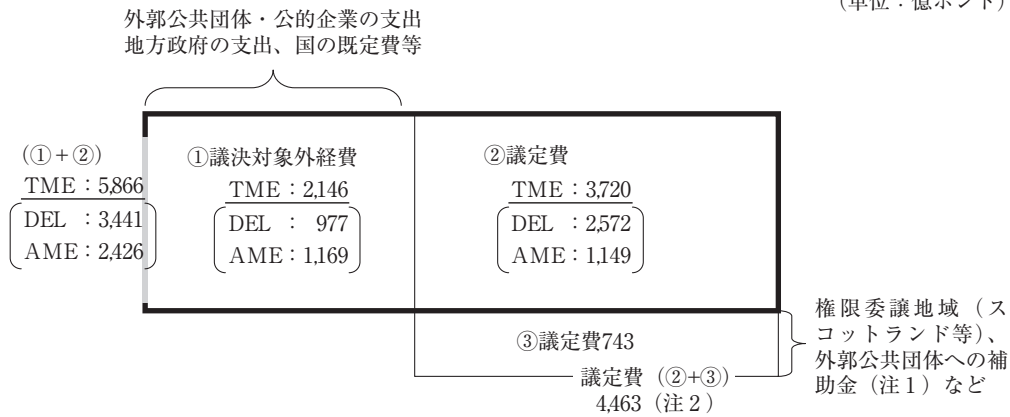 (単位:億ポンド)
外郭公共団体・公的企業の支出
地方政府の支出、国の既定費等
(①+②)
TME:5,866
DEL :3,441
AME:2,426
①議決対象外経費
TME:2,146
DEL : 977
AME:1,169
②議定費
TME:3,720
DEL :2,572
AME:1,149
③議定費743
議定費 (②+③)
4,463(注2)
権限委譲地域(ス
コットランド等)、
外郭公共団体への補
助金(注1)など